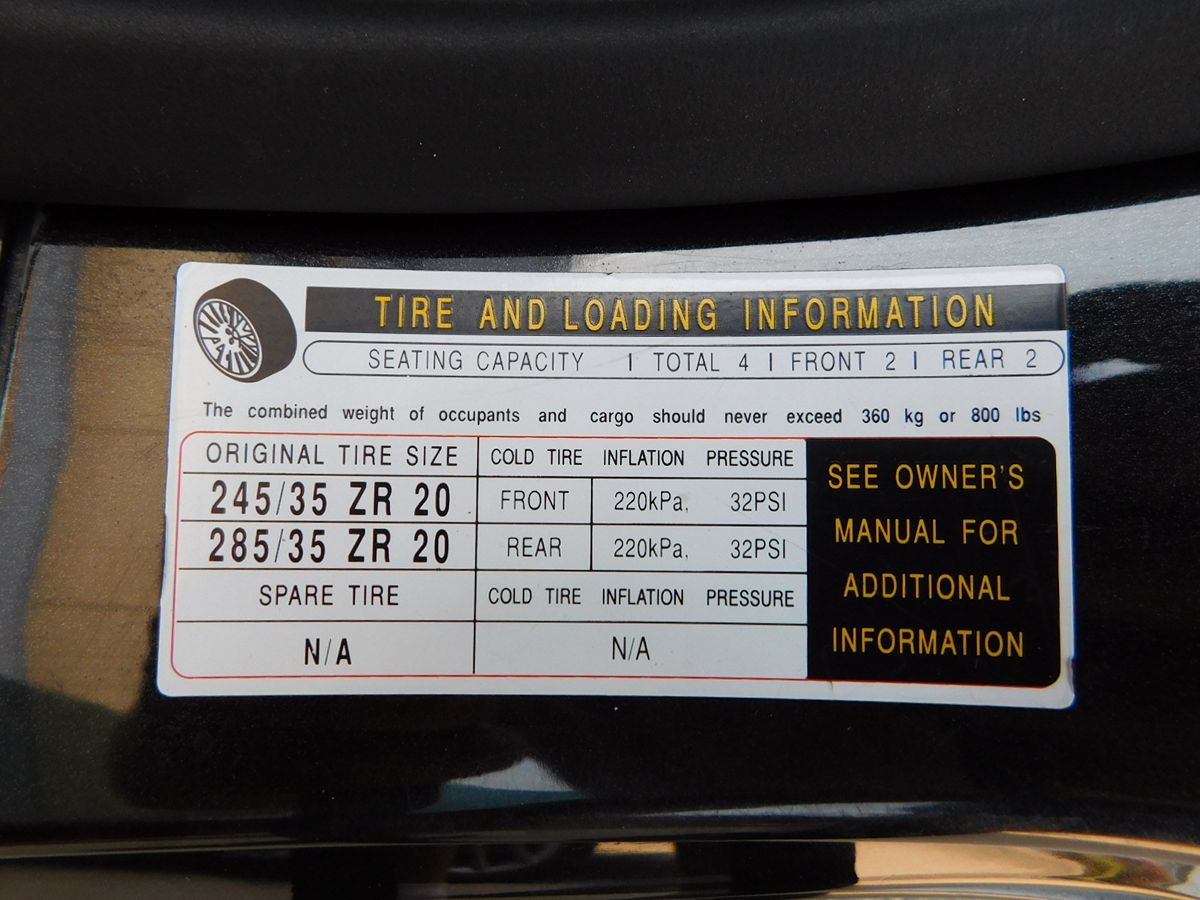 TIRE AND LOADING INFORMATION
SEATING CAPACITY | TOTAL 4 | FRONT 2 | REAR 2
The combined weight of occupants and cargo should never exceed 360 kg or 800 lbs
ORIGINAL TIRE SIZE COLD TIRE INFLATION PRESSURE
245/35 ZR 20 FRONT 220kPa, 32PSI
285/35 ZR 20 REAR 220kPa, 32PSI
SPARE TIRE COLD TIRE INFLATION PRESSURE
N/A N/A
SEE OWNER'S
MANUAL FOR
ADDITIONAL
INFORMATION